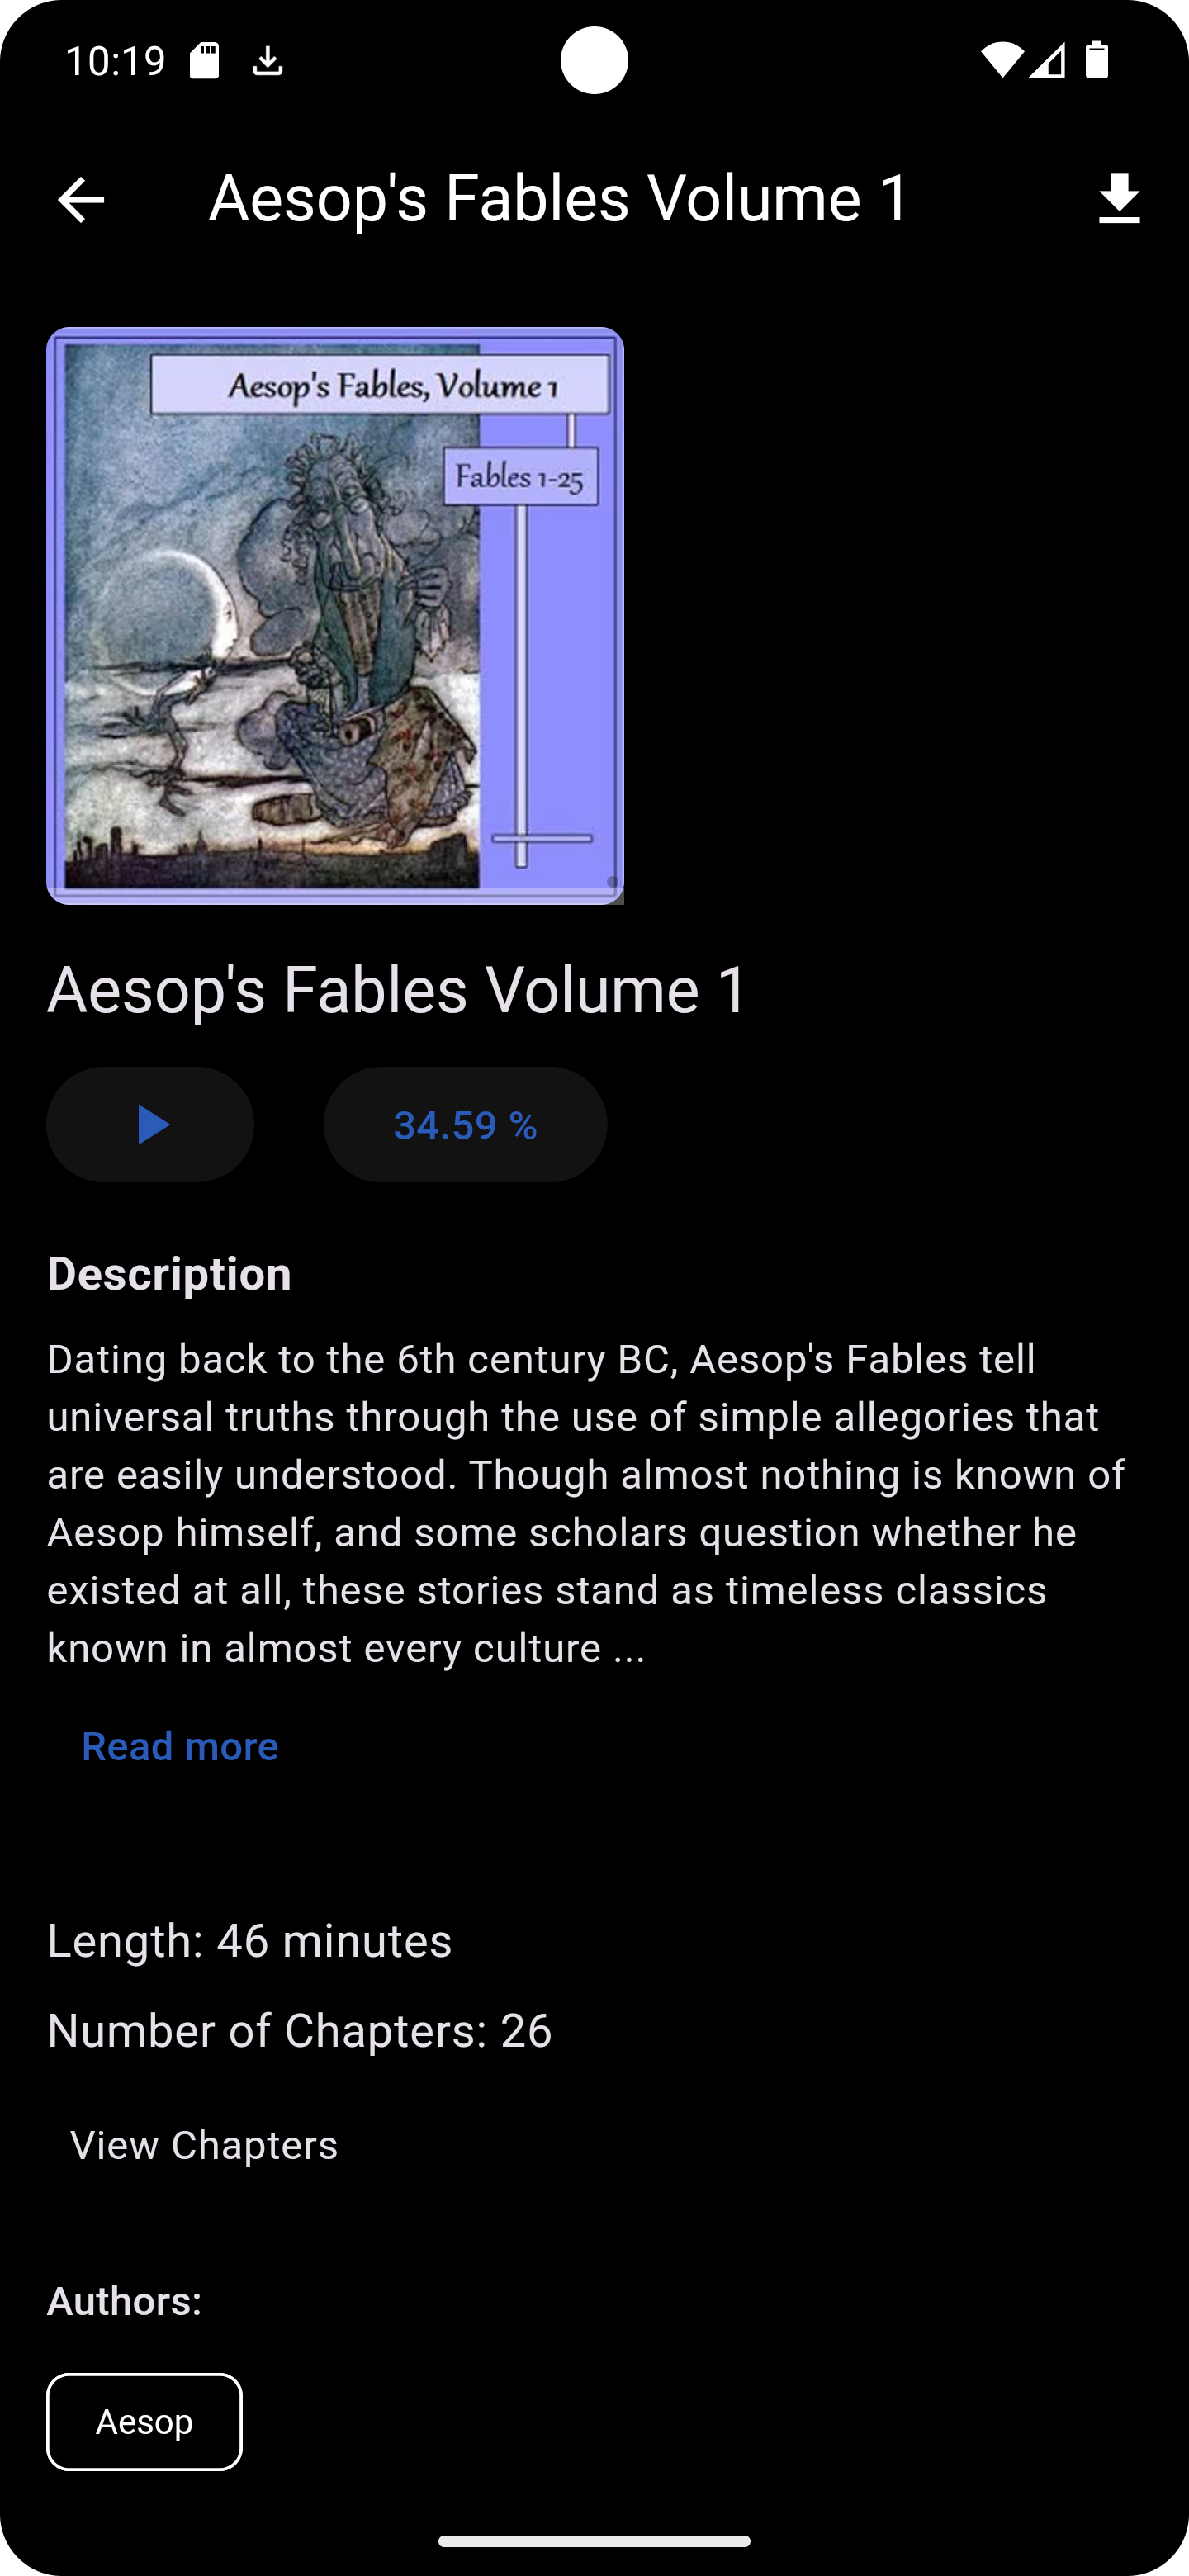 10:19
Aesop's Fables Volume 1
Aesop's Fables, Volume 1
Fables 1-25
Aesop's Fables Volume 1
34.59 %
Description
Dating back to the 6th century BC, Aesop's Fables tell
universal truths through the use of simple allegories that
are easily understood. Though almost nothing is known of
Aesop himself, and some scholars question whether he
existed at all, these stories stand as timeless classics
known in almost every culture ...
Read more
Length: 46 minutes
Number of Chapters: 26
View Chapters
Authors:
Aesop